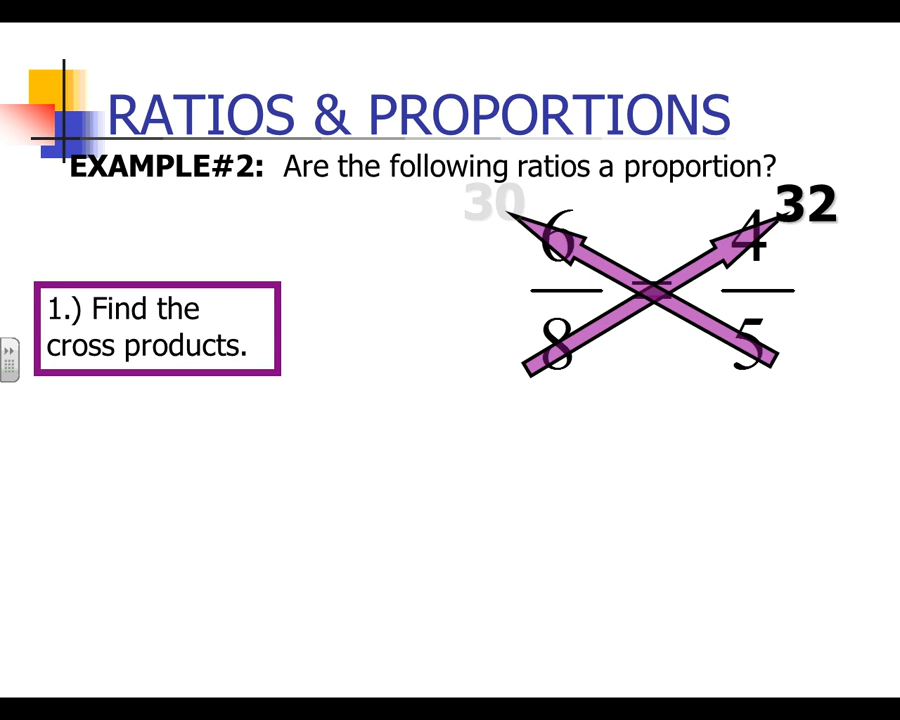 RATIOS & PROPORTIONS
EXAMPLE#2: Are the following ratios a proportion?
30 32
6 = 4
8 5
1.) Find the
cross products.